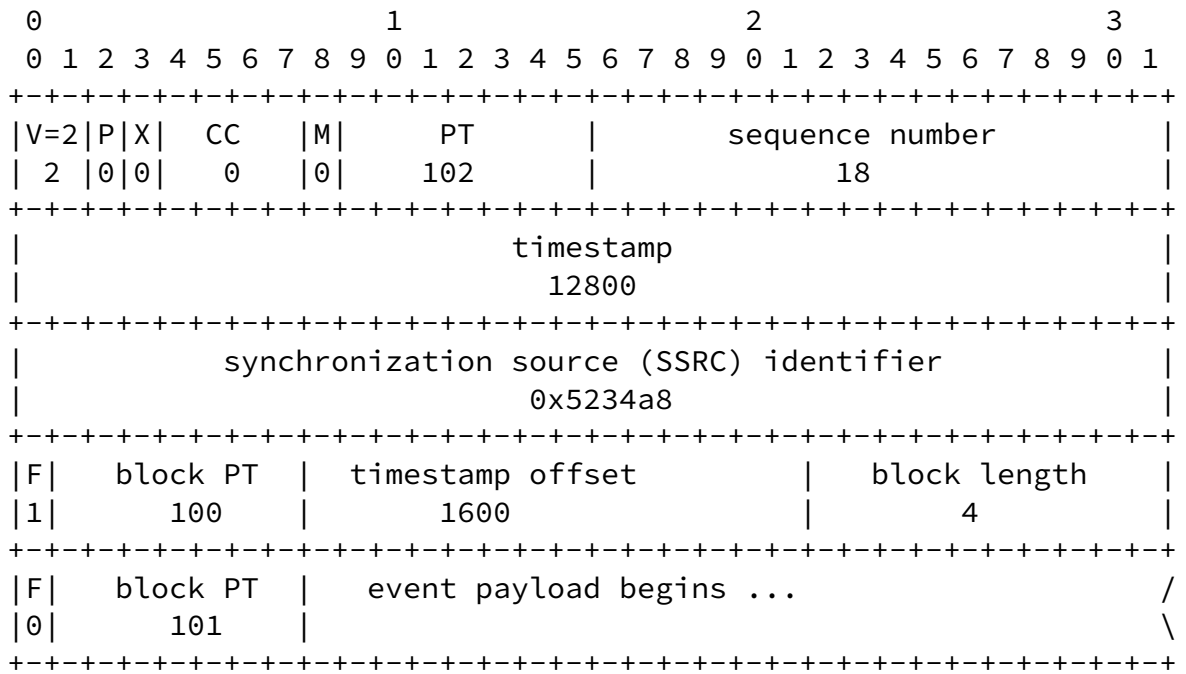 0                   1                   2                   3
0 1 2 3 4 5 6 7 8 9 0 1 2 3 4 5 6 7 8 9 0 1 2 3 4 5 6 7 8 9 0 1
+-+-+-+-+-+-+-+-+-+-+-+-+-+-+-+-+-+-+-+-+-+-+-+-+-+-+-+-+-+-+-+-+
|V=2|P|X|  CC   |M|     PT      |       sequence number         |
| 2 |0|0|   0   |0|    102      |             18                |
+-+-+-+-+-+-+-+-+-+-+-+-+-+-+-+-+-+-+-+-+-+-+-+-+-+-+-+-+-+-+-+-+
|                           timestamp                           |
|                             12800                             |
+-+-+-+-+-+-+-+-+-+-+-+-+-+-+-+-+-+-+-+-+-+-+-+-+-+-+-+-+-+-+-+-+
|           synchronization source (SSRC) identifier            |
|                            0x5234a8                           |
+-+-+-+-+-+-+-+-+-+-+-+-+-+-+-+-+-+-+-+-+-+-+-+-+-+-+-+-+-+-+-+-+
|F|   block PT  |  timestamp offset         |   block length    |
|1|      100    |       1600                |        4          |
+-+-+-+-+-+-+-+-+-+-+-+-+-+-+-+-+-+-+-+-+-+-+-+-+-+-+-+-+-+-+-+-+
|F|   block PT  |   event payload begins ...                    /
|0|      101    |                                               \
+-+-+-+-+-+-+-+-+-+-+-+-+-+-+-+-+-+-+-+-+-+-+-+-+-+-+-+-+-+-+-+-+